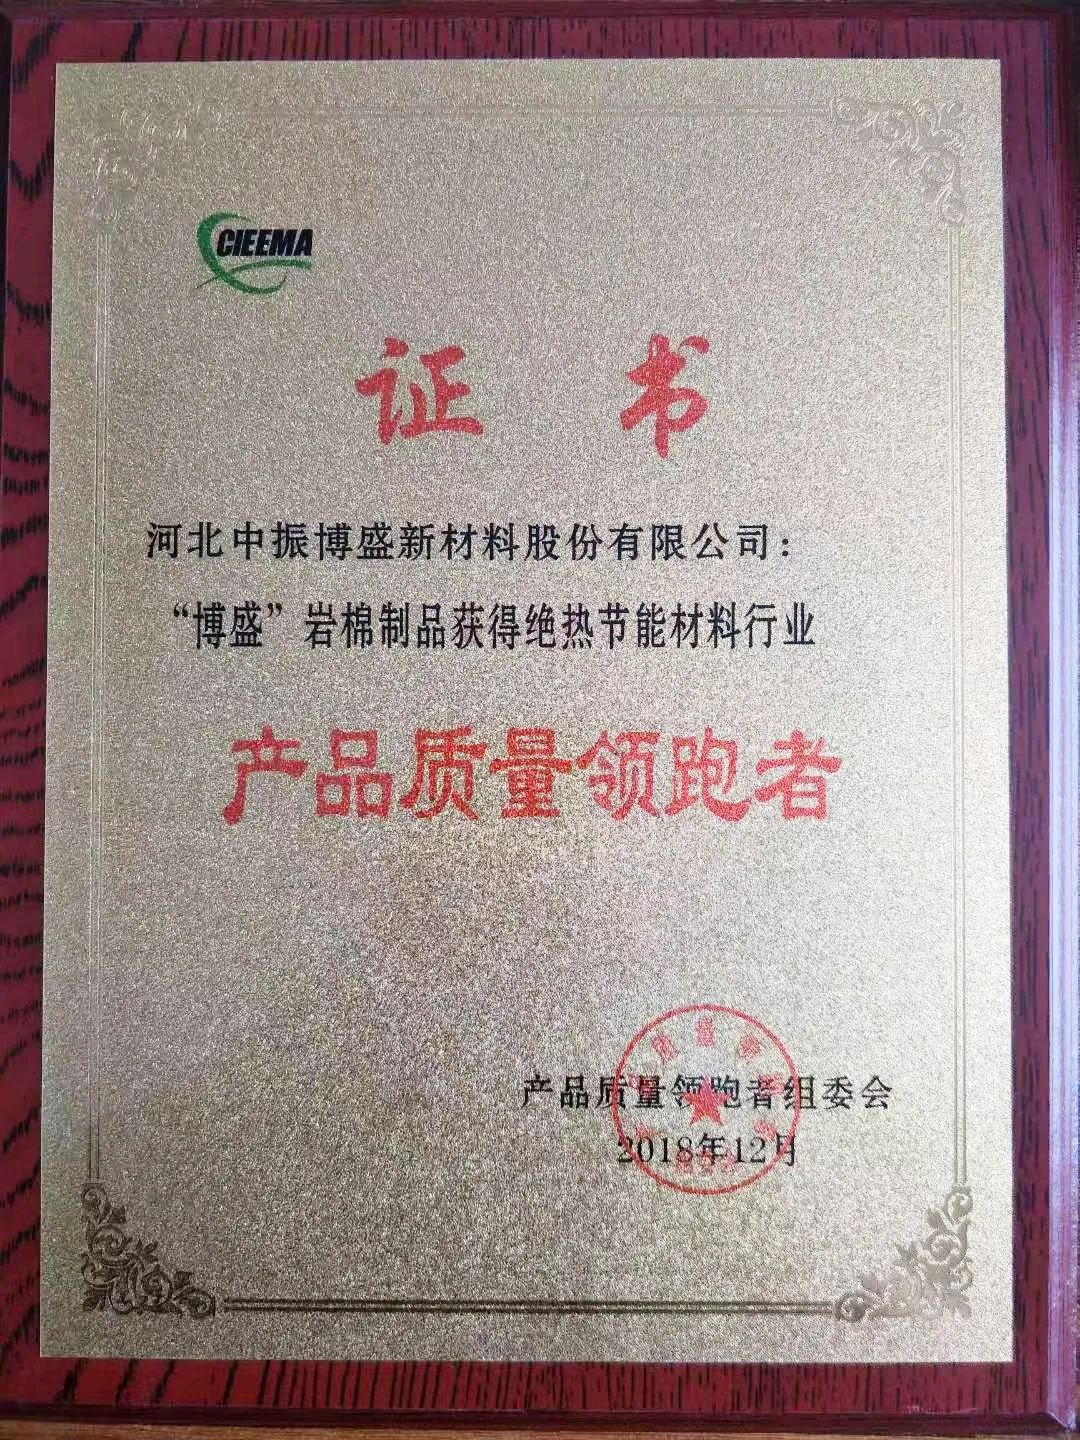 CIEEMA
证书
河北中振博盛新材料股份有限公司：
“博盛”岩棉制品获得绝热节能材料行业
产品质量领跑者
产品质量领跑者组委会
2018年12月